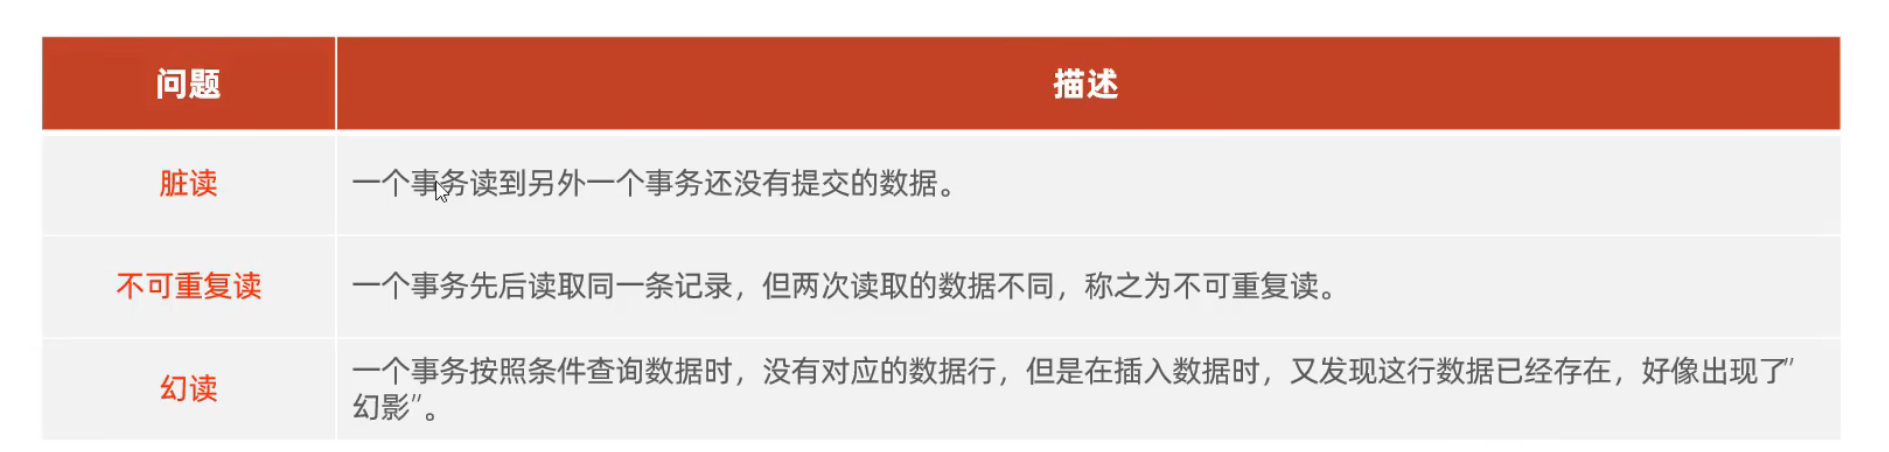 问题 描述
脏读 一个事务读到另外一个事务还没有提交的数据。
不可重复读 一个事务先后读取同一条记录，但两次读取的数据不同，称之为不可重复读。
幻读 一个事务按照条件查询数据时，没有对应的数据行，但是在插入数据时，又发现这行数据已经存在，好像出现了"
幻影"。